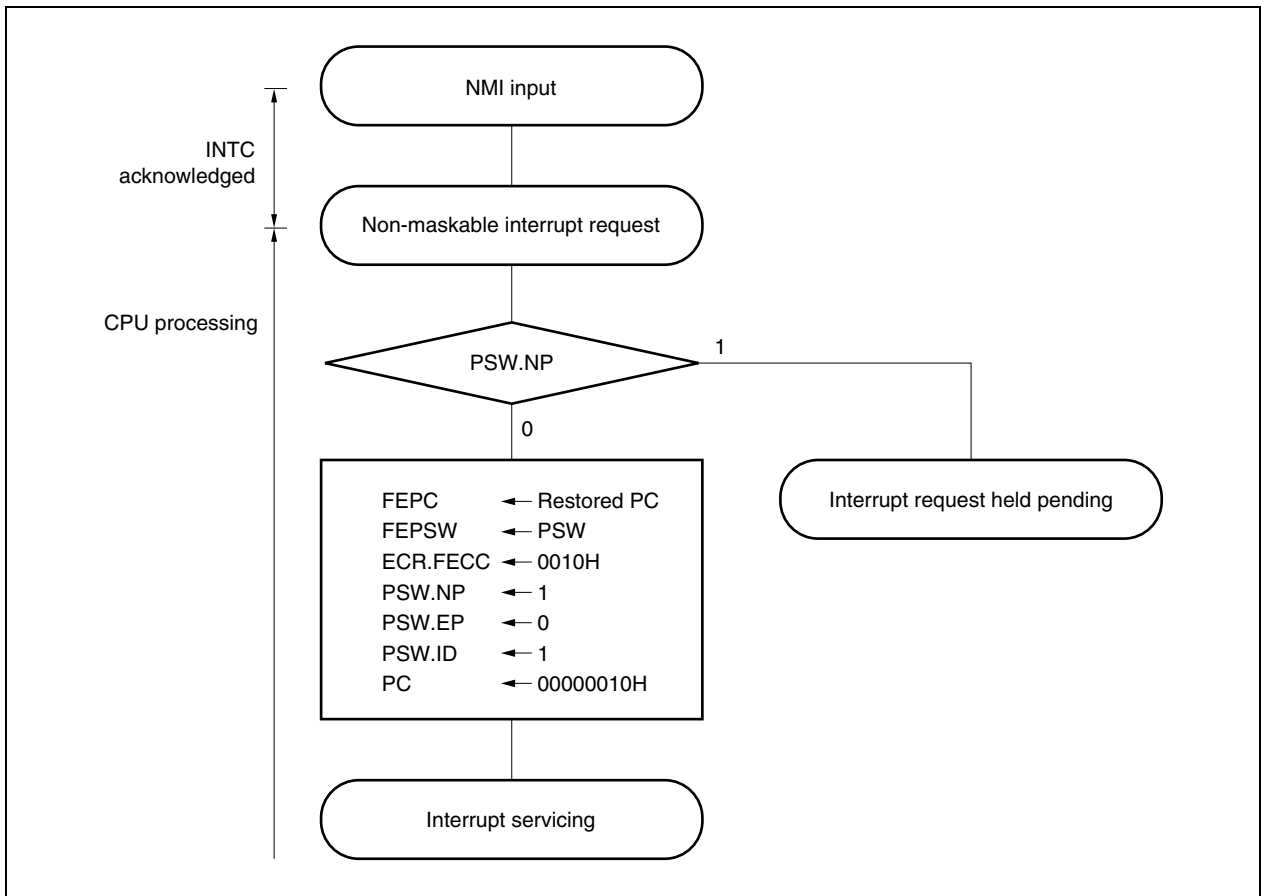 NMI input
INTC
acknowledged
Non-maskable interrupt request
CPU processing
PSW.NP
1
0
FEPC ← Restored PC
FEPSW ← PSW
ECR.FECC ← 0010H
PSW.NP ← 1
PSW.EP ← 0
PSW.ID ← 1
PC ← 00000010H
Interrupt request held pending
Interrupt servicing